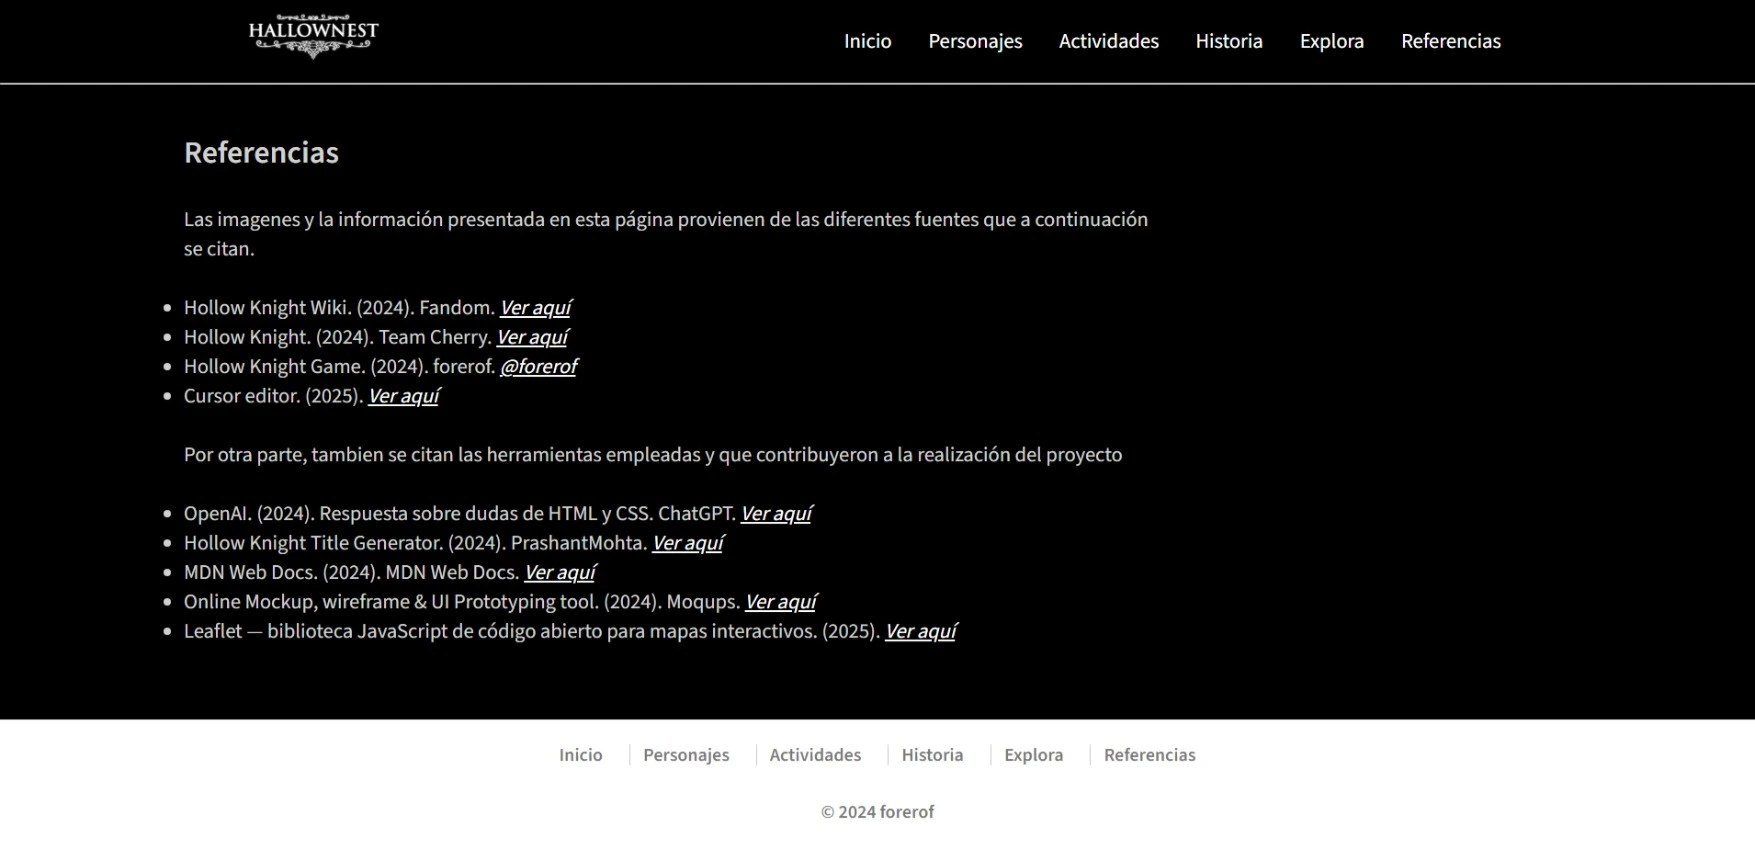 HALLOWNEST
Inicio Personajes Actividades Historia Explora Referencias
Referencias
Las imagenes y la información presentada en esta página provienen de las diferentes fuentes que a continuación
se citan.
Hollow Knight Wiki. (2024). Fandom. Ver aquí
Hollow Knight. (2024). Team Cherry. Ver aquí
Hollow Knight Game. (2024). forerof. @forerof
Cursor editor. (2025). Ver aquí
Por otra parte, tambien se citan las herramientas empleadas y que contribuyeron a la realización del proyecto
OpenAI. (2024). Respuesta sobre dudas de HTML y CSS. ChatGPT. Ver aquí
Hollow Knight Title Generator. (2024). PrashantMohta. Ver aquí
MDN Web Docs. (2024). MDN Web Docs. Ver aquí
Online Mockup, wireframe & UI Prototyping tool. (2024). Moqups. Ver aquí
Leaflet — biblioteca JavaScript de código abierto para mapas interactivos. (2025). Ver aquí
Inicio Personajes Actividades Historia Explora Referencias
© 2024 forerof